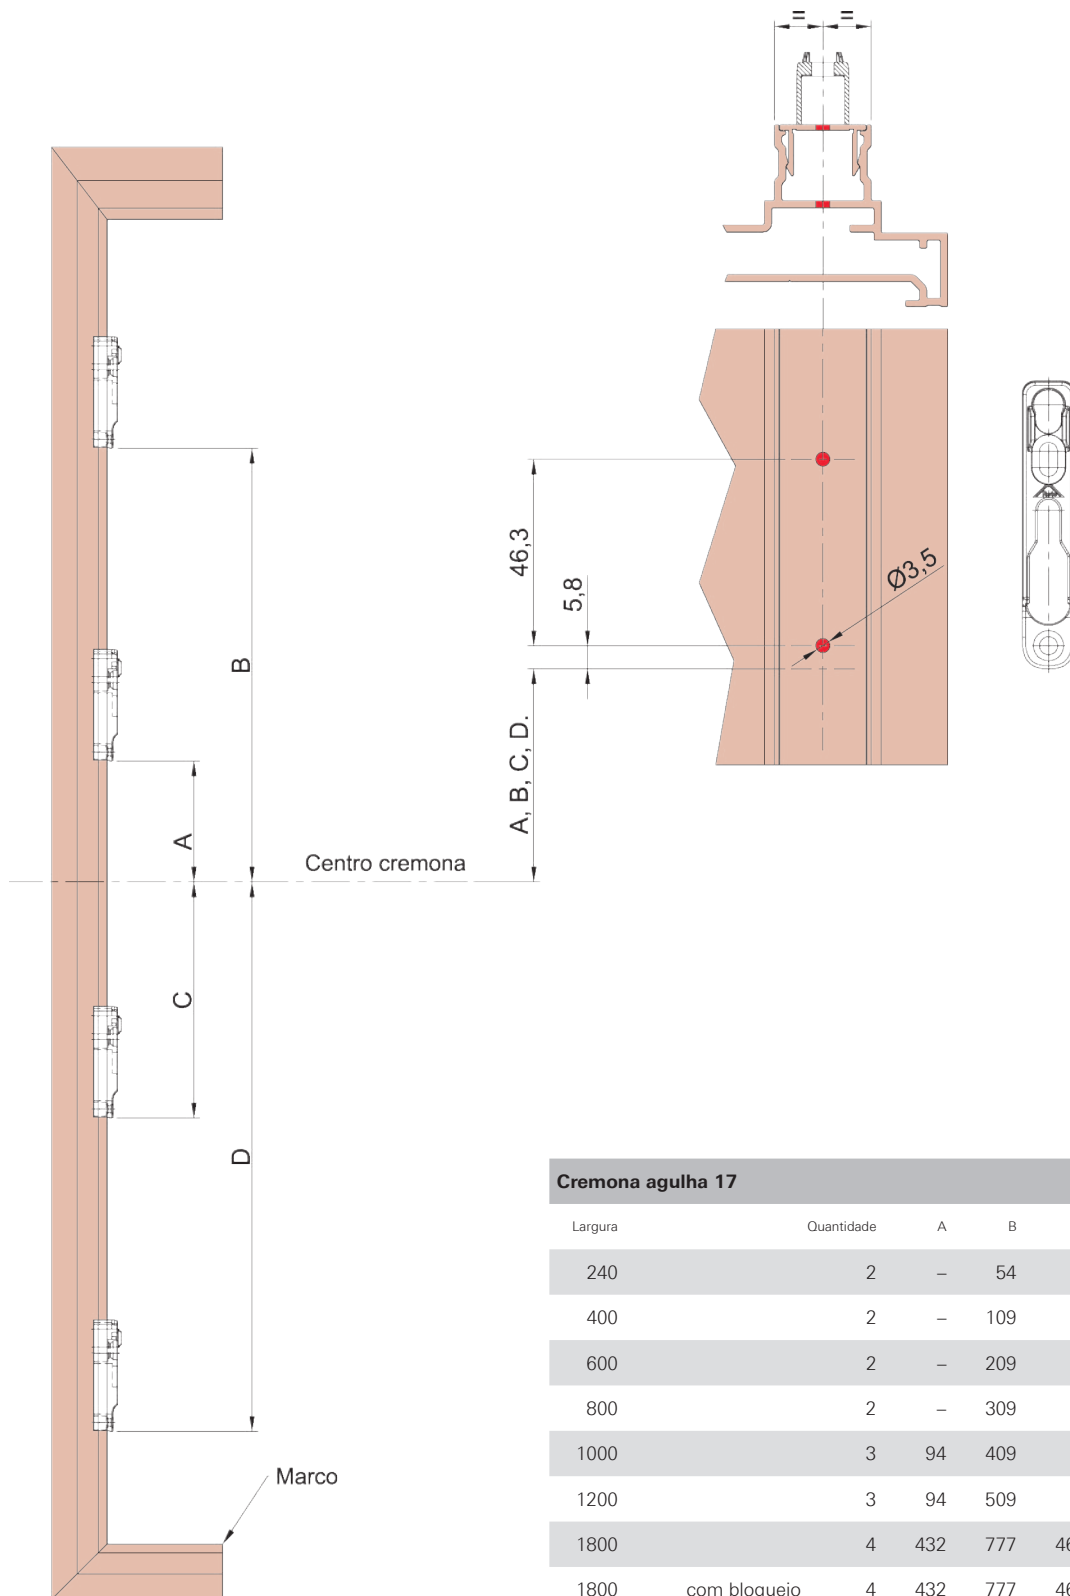 = =
46,3
5,8
Ø3,5
B
A, B, C, D.
A
Centro cremona
C
D
Marco
Cremona agulha 17
Largura Quantidade A B
240 2 – 54
400 2 – 109
600 2 – 209
800 2 – 309
1000 3 94 409
1200 3 94 509
1800 4 432 777
1800 com bloqueio 4 432 777